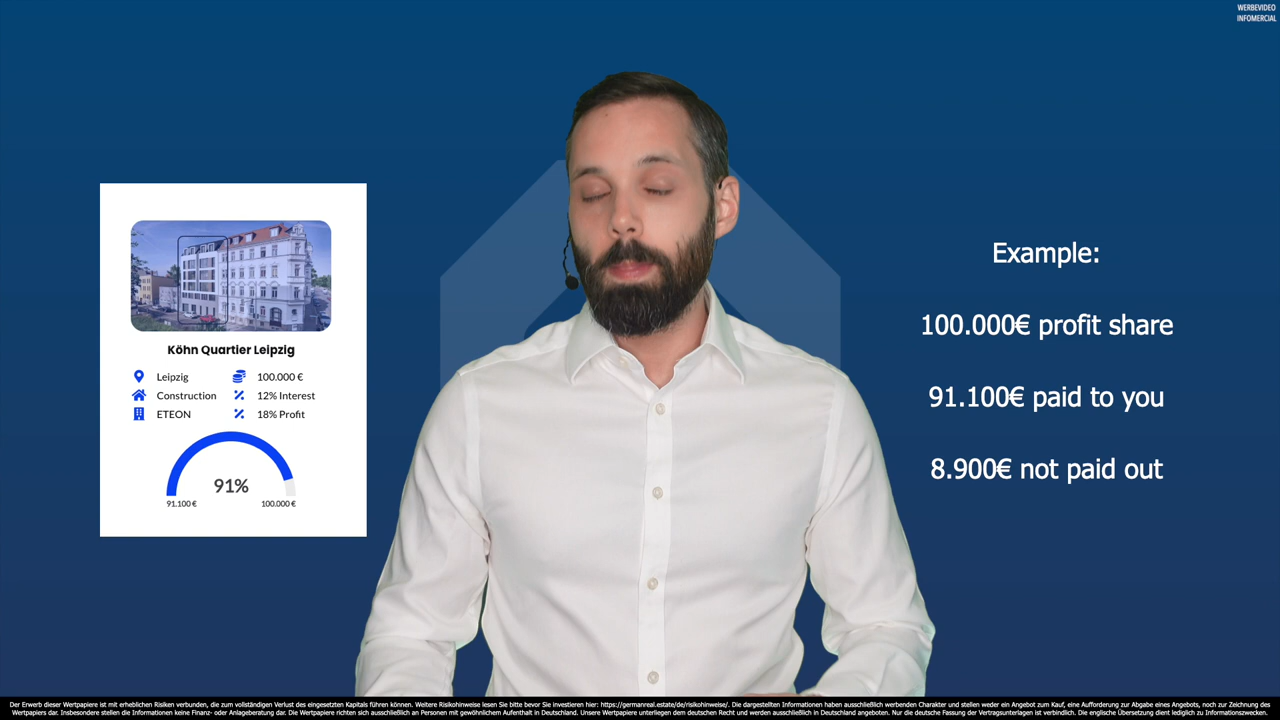 WERBEVIDEO
INFOMERCIAL
Köhn Quartier Leipzig
Leipzig
100.000 €
Construction
12% Interest
ETEON
18% Profit
91%
91.100 €
100.000 €
Example:
100.000€ profit share
91.100€ paid to you
8.900€ not paid out
Der Erwerb dieser Wertpapiere ist mit erheblichen Risiken verbunden, die zum vollständigen Verlust des eingesetzten Kapitals führen können. Weitere Risikohinweise lesen Sie bitte bevor Sie investieren hier: https://germanreal.estate/de/risikohinweise/. Die dargestellten Informationen haben ausschließlich werbenden Charakter und stellen weder ein Angebot zum Kauf, eine Aufforderung zur Abgabe eines Angebots, noch zur Zeichnung des
Wertpapiers dar. Insbesondere stellen die Informationen keine Finanz- oder Anlageberatung dar. Die Wertpapiere richten sich ausschließlich an Personen mit gewöhnlichem Aufenthalt in Deutschland. Unsere Wertpapiere unterliegen dem deutschen Recht und werden ausschließlich in Deutschland angeboten. Nur die deutsche Fassung der Vertragsunterlagen ist verbindlich. Die englische Übersetzung dient lediglich zu Informationszwecken.